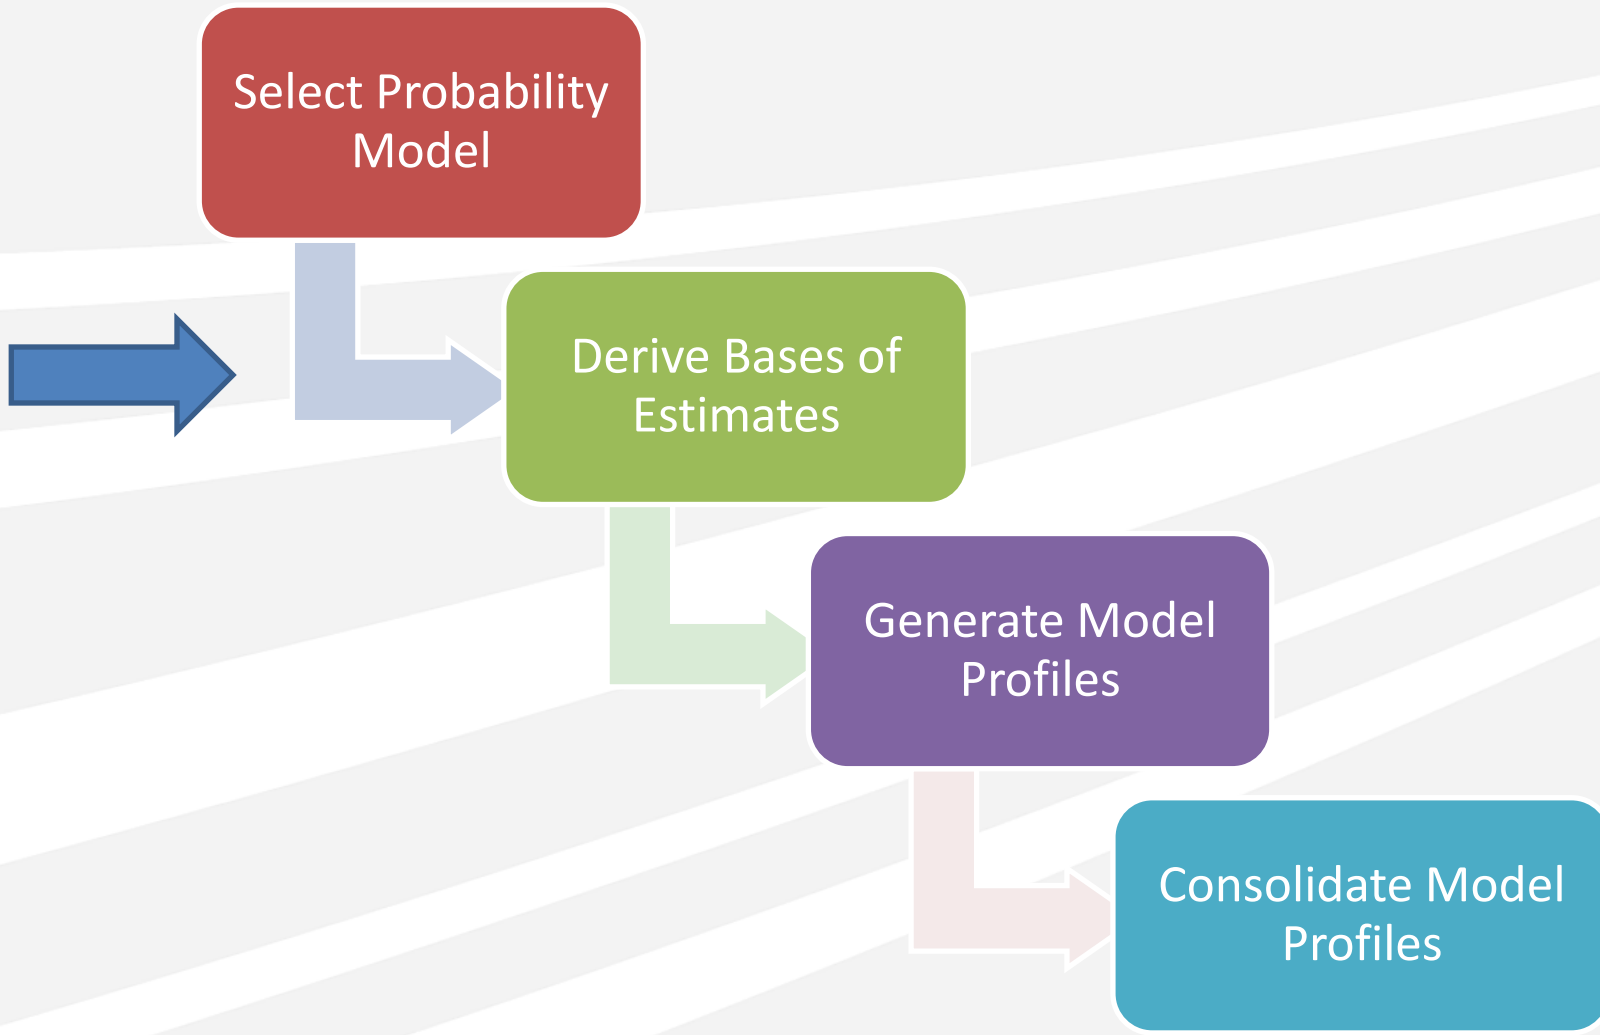 Select Probability
Model
Derive Bases of
Estimates
Generate Model
Profiles
Consolidate Model
Profiles